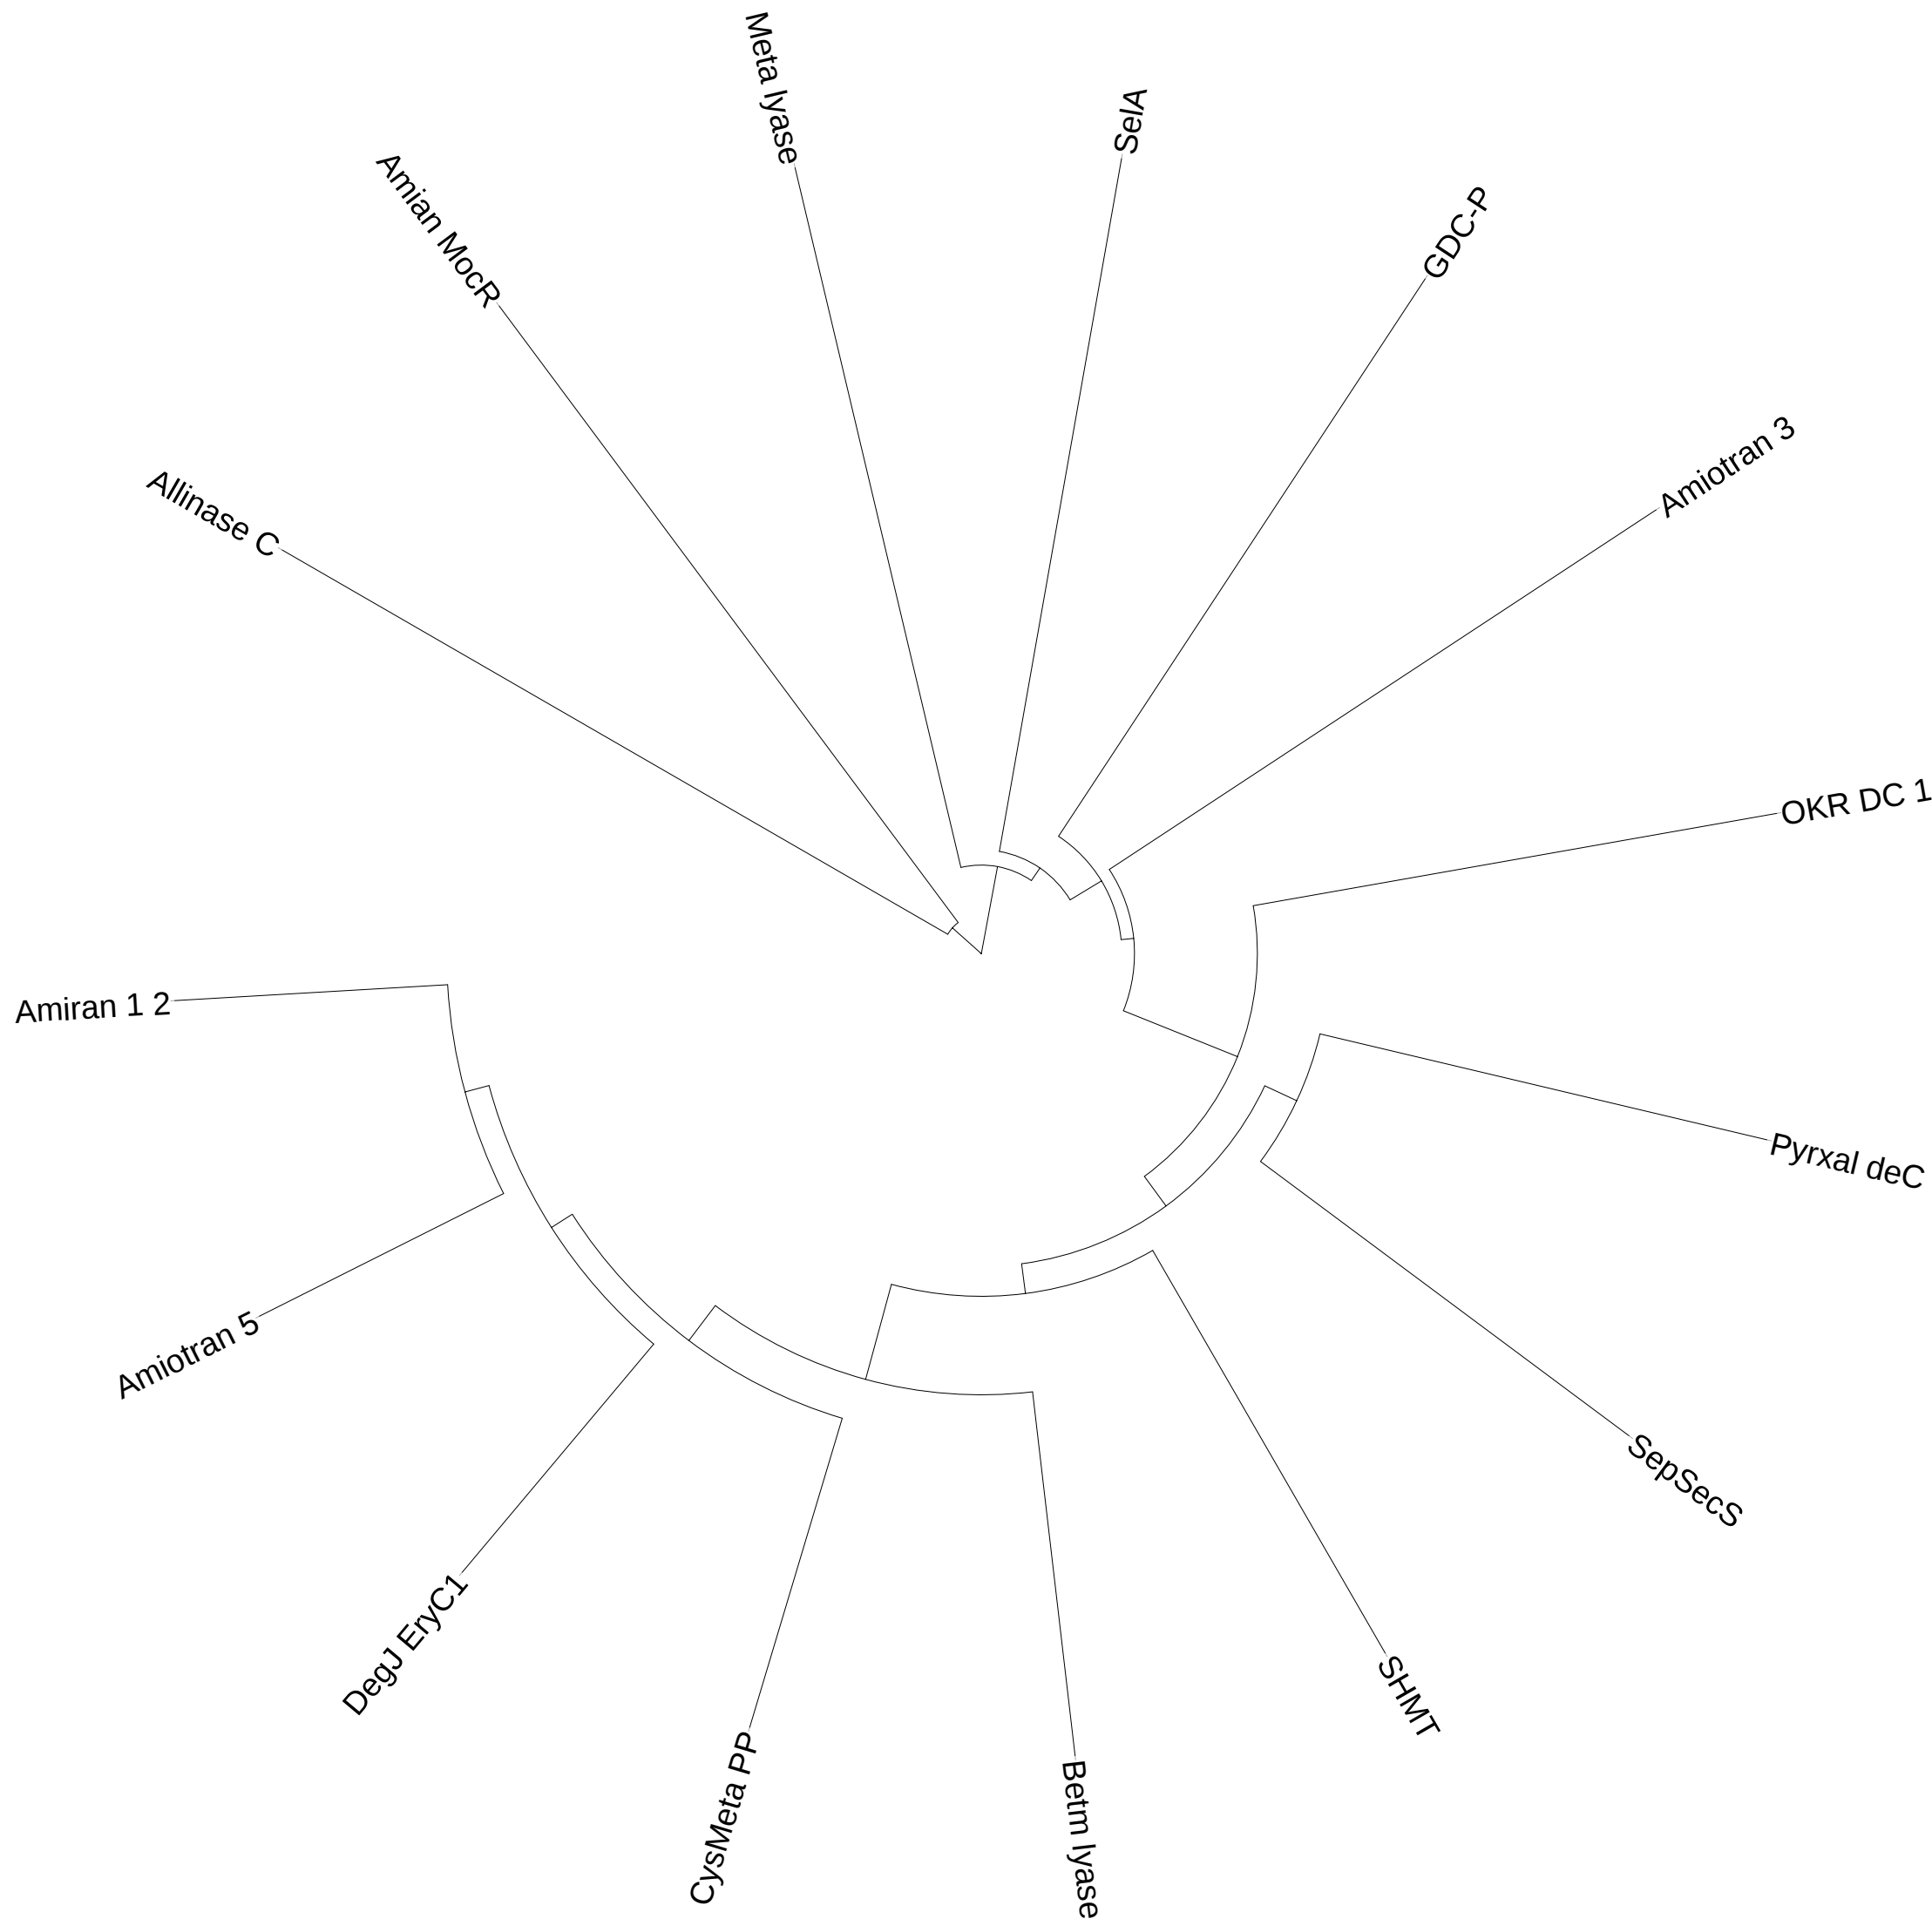 Meta lyase
SelA
Amian MocR
GDC-P
Amiotran 3
Allinase C
OKR DC 1
Amiran 1 2
Pyrxal deC
Amiotran 5
SepSecS
DegJ EryC1
SHMT
CysMeta PP
Betm lyase